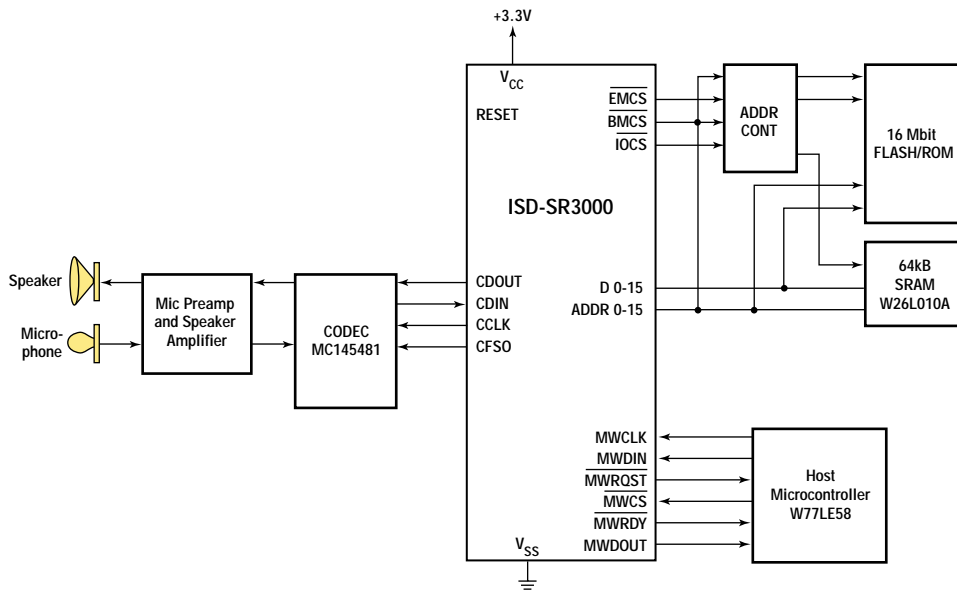 +3.3V
VCC
RESET
EMCS
BMCS
IOCS
ADDR
CONT
16 Mbit
FLASH/ROM
ISD-SR3000
Speaker
Micro-
phone
Mic Preamp
and Speaker
Amplifier
CODEC
MC145481
CDOUT
CDIN
CCLK
CFSO
D 0-15
ADDR 0-15
64kB
SRAM
W26L010A
MWCLK
MWDIN
MWRQST
MWCS
MWRDY
MWDOUT
Host
Microcontroller
W77LE58
VSS